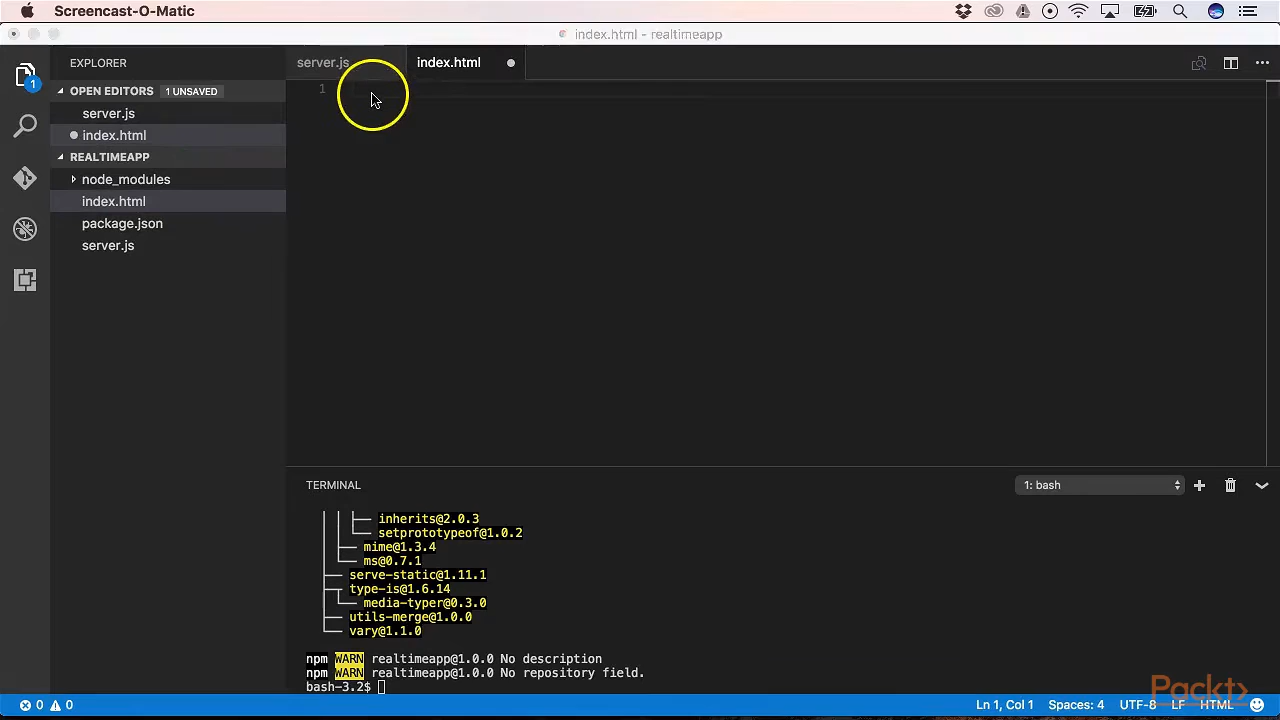 Screencast-O-Matic
index.html - realtimeapp
EXPLORER
1
OPEN EDITORS 1 UNSAVED
server.js
index.html
REALTIMEAPP
node_modules
index.html
package.json
server.js
server.js index.html
1
TERMINAL
1: bash
inherits@2.0.3
setprototypeof@1.0.2
mime@1.3.4
ms@0.7.1
serve-static@1.11.1
type-is@1.6.14
media-typer@0.3.0
utils-merge@1.0.0
vary@1.1.0
npm WARN realtimeapp@1.0.0 No description
npm WARN realtimeapp@1.0.0 No repository field.
bash-3.2$
Packt>
0 0 Ln 1, Col 1 Spaces: 4 UTF-8 LF HTML